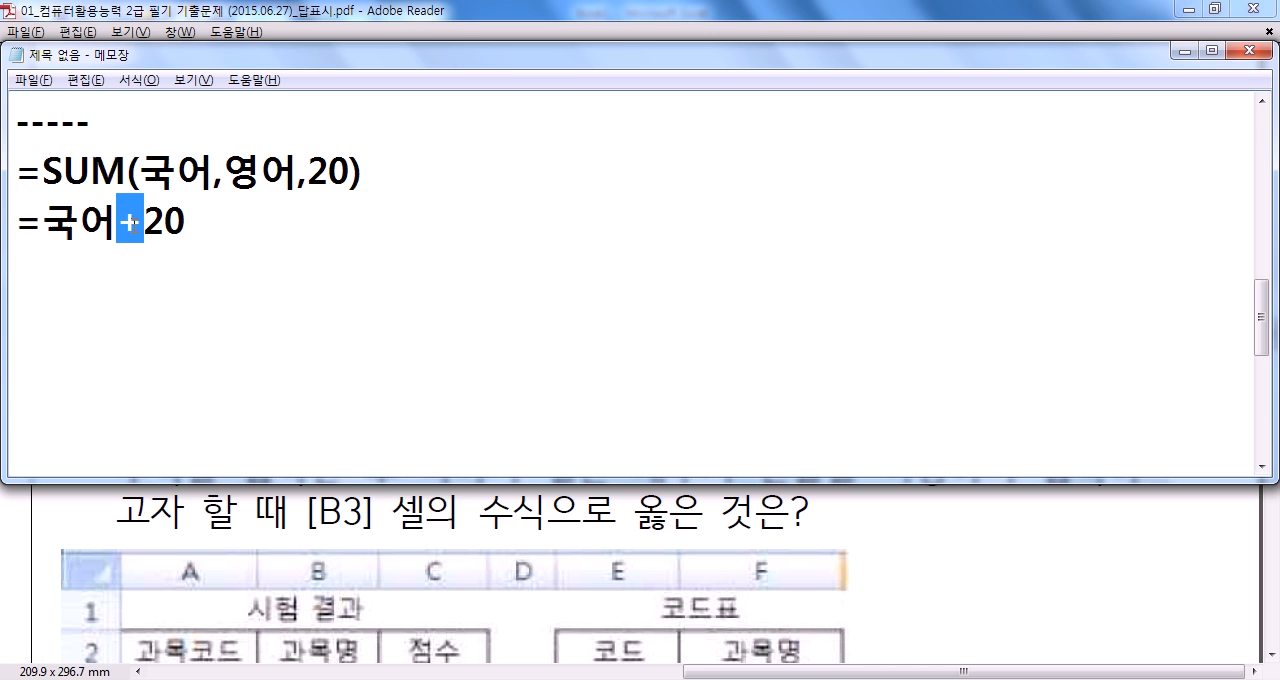 01_컴퓨터활용능력 2급 필기 기출문제 (2015.06.27)_답표시.pdf - Adobe Reader
파일(F) 편집(E) 보기(V) 창(W) 도움말(H)
제목 없음 - 메모장
파일(F) 편집(E) 서식(O) 보기(V) 도움말(H)
-----
=SUM(국어,영어,20)
=국어+20
고자 할 때 [B3] 셀의 수식으로 옳은 것은?
A B C D E F
1 시험 결과 코드표
2 과목코드 과목명 점수 코드 과목명
209.9 x 296.7 mm